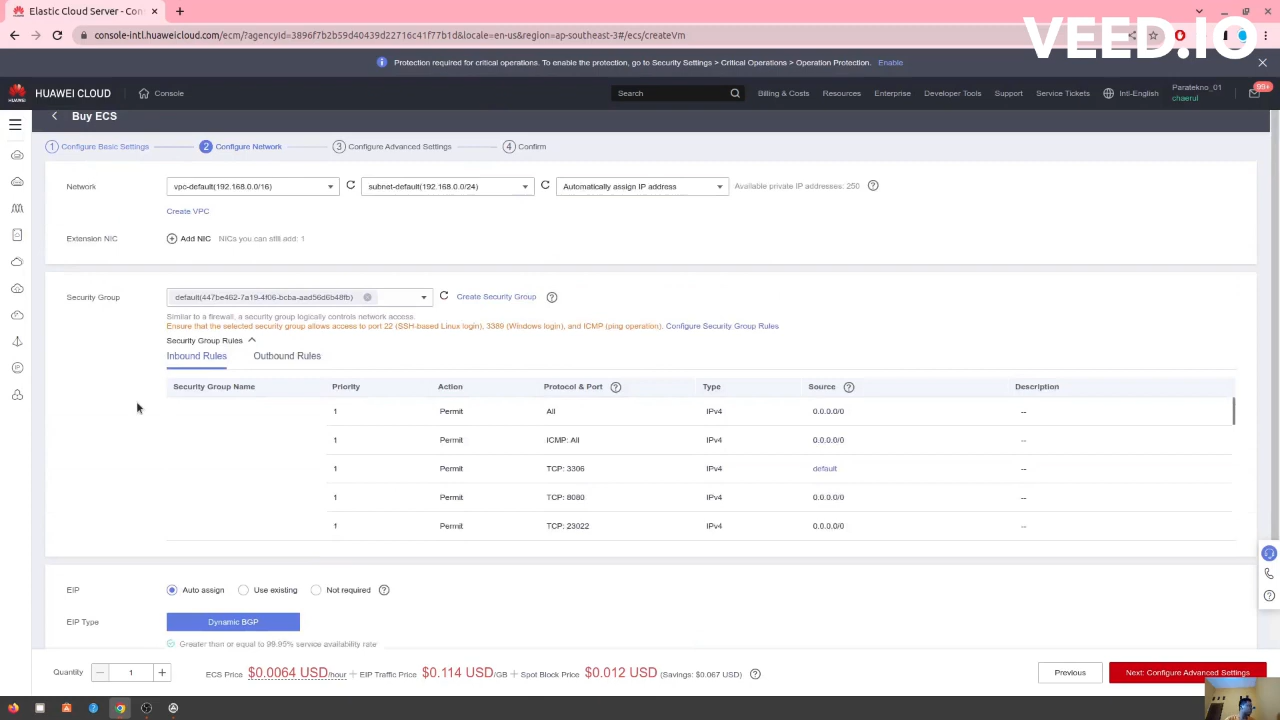 Elastic Cloud Server - Con
VEED.IO
console-intl.huaweicloud.com/ecm/?agencyId=3896f7b2b59d4043d22713d1f77b1b&locale=en-us&region=ap-southeast-3#/ecs/createVm
Protection required for critical operations. To enable the protection, go to Security Settings > Critical Operations > Operation Protection. Enable
HUAWEI
HUAWEI CLOUD Console Search Billing & Costs Resources Enterprise Developer Tools Support Service Tickets Intl-English Paratekno_01 99+
chaerul
Buy ECS
1 Configure Basic Settings 2 Configure Network 3 Configure Advanced Settings 4 Confirm
Network vpc-default(192.168.0.0/16) subnet-default(192.168.0.0/24) Automatically assign IP address Available private IP addresses: 250
Create VPC
Extension NIC Add NIC NICs you can still add: 1
Security Group default(447be462-7a19-4f06-bcba-aad56d6b48fb) Create Security Group
Similar to a firewall, a security group logically controls network access.
Ensure that the selected security group allows access to port 22 (SSH-based Linux login), 3389 (Windows login), and ICMP (ping operation). Configure Security Group Rules
Security Group Rules
Inbound Rules Outbound Rules
Security Group Name Priority Action Protocol & Port Type Source Description
1 Permit All IPv4 0.0.0.0/0 --
1 Permit ICMP: All IPv4 0.0.0.0/0 --
1 Permit TCP: 3306 IPv4 default --
1 Permit TCP: 8080 IPv4 0.0.0.0/0 --
1 Permit TCP: 23022 IPv4 0.0.0.0/0 --
EIP Auto assign Use existing Not required
EIP Type Dynamic BGP
Greater than or equal to 99.95% service availability rate
Quantity 1 ECS Price $0.0064 USD/hour + EIP Traffic Price $0.114 USD/GB + Spot Block Price $0.012 USD (Savings: $0.067 USD) Previous Next: Configure Advanced Settings